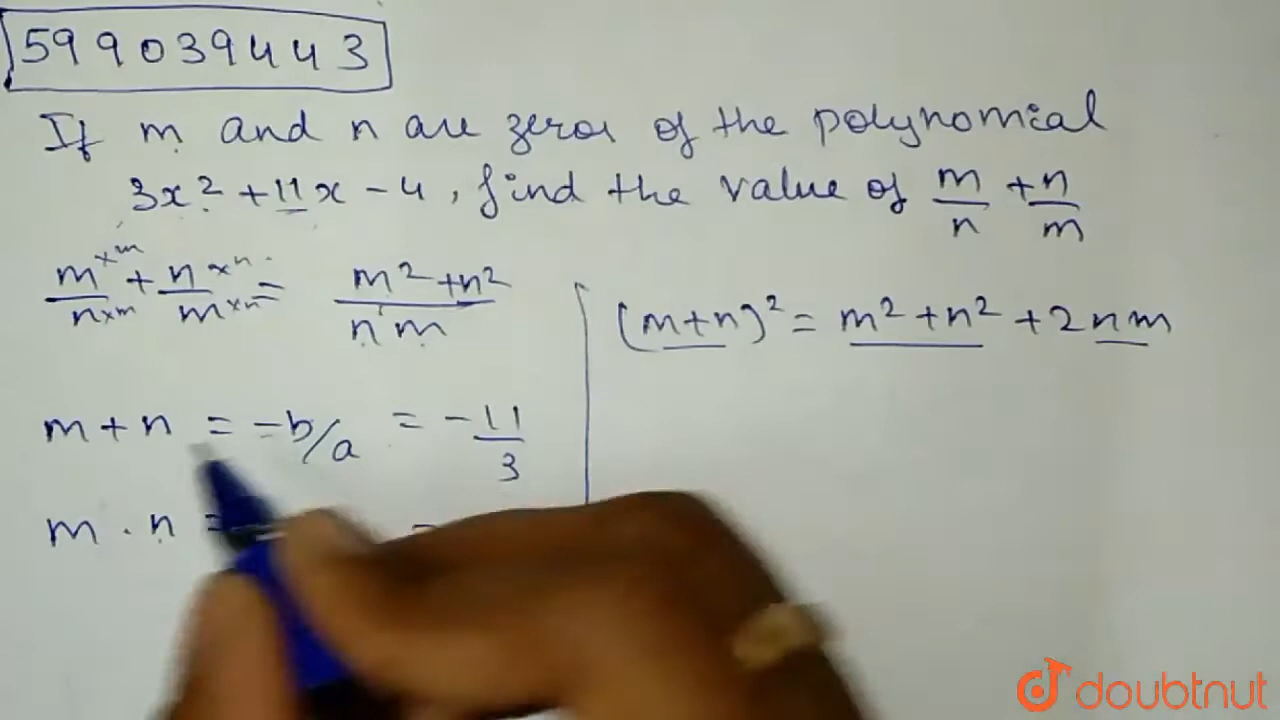 599039443
If m and n are zeros of the polynomial
3x² + 11x - 4, find the value of m/n + n/m
m×m/n×m + n×n/m×n = m² + n²/n m
(m+n)² = m² + n² + 2nm
m + n = -b/a = -11/3
m . n =
doubtnut